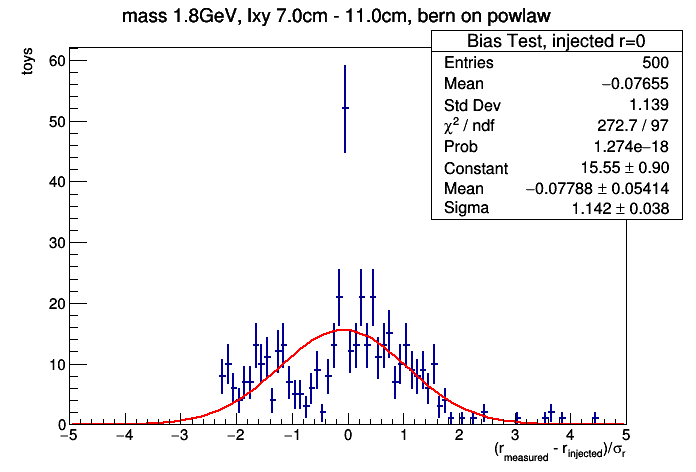 mass 1.8GeV, lxy 7.0cm - 11.0cm, bern on powlaw
Bias Test, injected r=0
Entries 500
Mean −0.07655
Std Dev 1.139
χ² / ndf 272.7 / 97
Prob 1.274e−18
Constant 15.55 ± 0.90
Mean −0.07788 ± 0.05414
Sigma 1.142 ± 0.038
toys
60
50
40
30
20
10
0
−5 −4 −3 −2 −1 0 1 2 3 4 5
(r_measured - r_injected)/σ_r